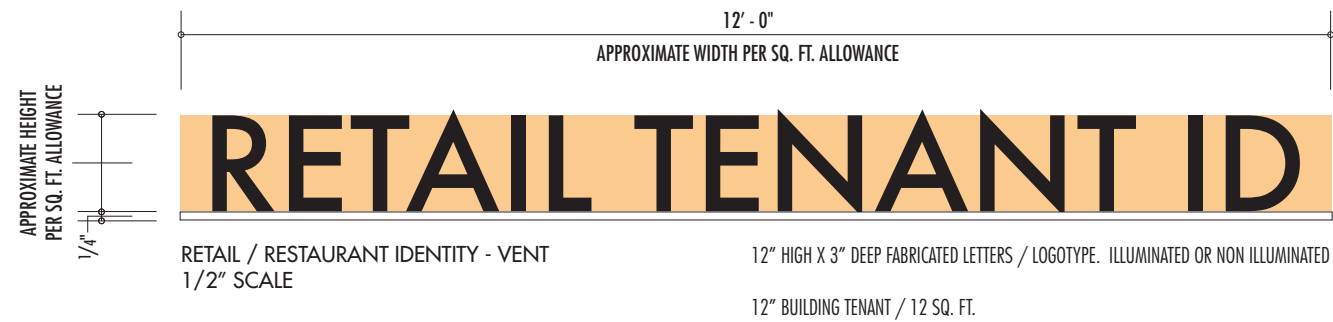 12' - 0"
APPROXIMATE WIDTH PER SQ. FT. ALLOWANCE
APPROXIMATE HEIGHT
PER SQ. FT. ALLOWANCE
1/4"
RETAIL TENANT ID
RETAIL / RESTAURANT IDENTITY - VENT
1/2" SCALE
12" HIGH X 3" DEEP FABRICATED LETTERS / LOGOTYPE. ILLUMINATED OR NON ILLUMINATED
12" BUILDING TENANT / 12 SQ. FT.